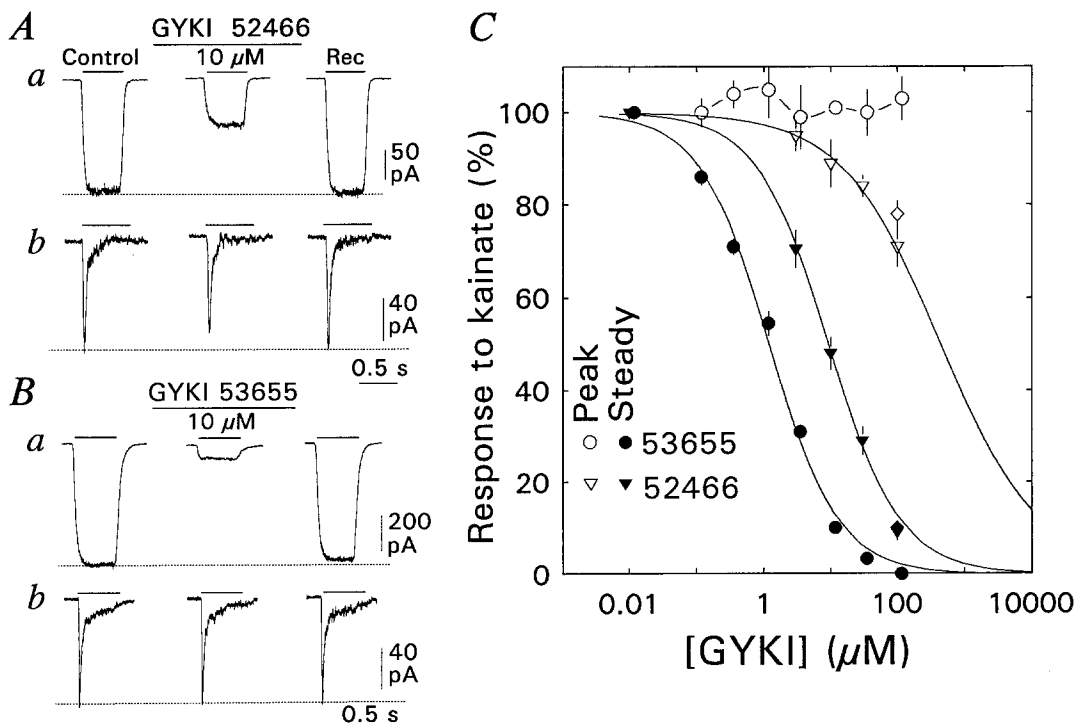 A
GYKI 52466
Control
10 μM
Rec
a
50
pA
b
40
pA
0.5 s
B
GYKI 53655
10 μM
a
200
pA
b
40
pA
0.5 s
C
Response to kainate (%)
100
80
60
40
20
0
Peak
Steady
53655
52466
0.01
1
100
10000
[GYKI] (μM)